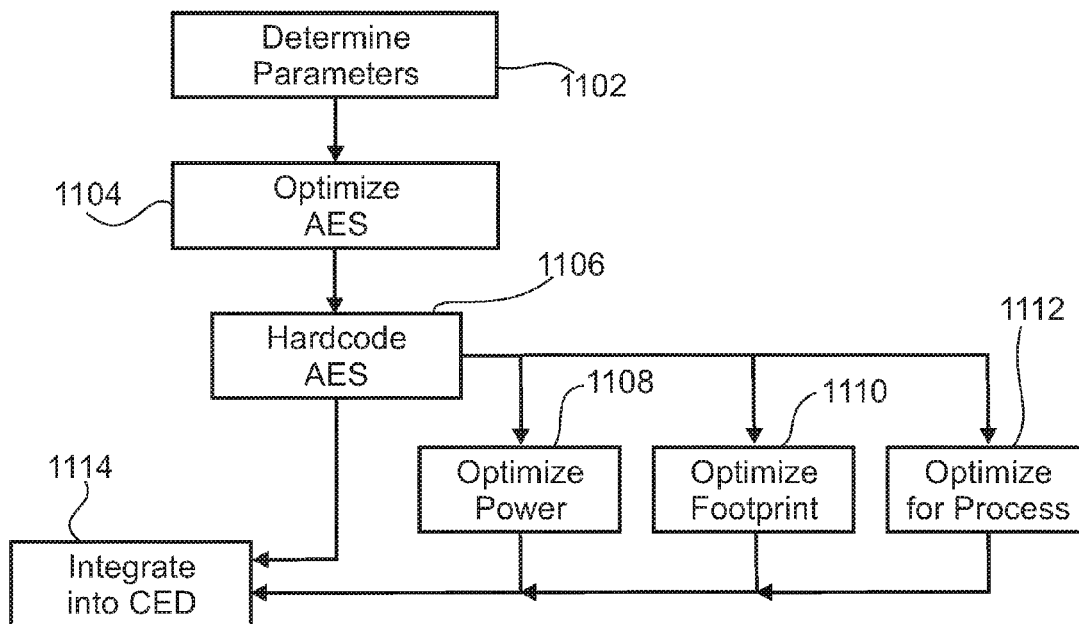 Determine
Parameters
1102
1104
Optimize
AES
1106
Hardcode
AES
1112
1108
1110
Optimize
Power
Optimize
Footprint
Optimize
for Process
1114
Integrate
into CED